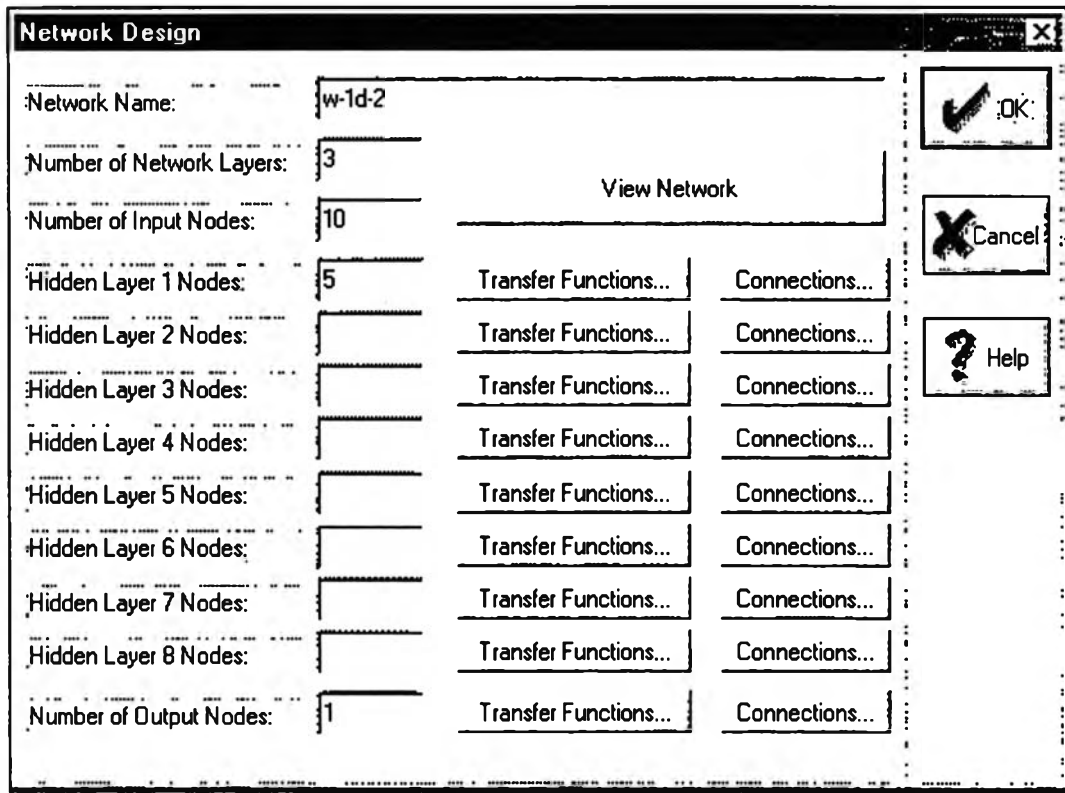 Network Design
Network Name: w-1d-2
Number of Network Layers: 3
View Network
Number of Input Nodes: 10
Hidden Layer 1 Nodes: 5 Transfer Functions... Connections...
Hidden Layer 2 Nodes: Transfer Functions... Connections...
Hidden Layer 3 Nodes: Transfer Functions... Connections...
Hidden Layer 4 Nodes: Transfer Functions... Connections...
Hidden Layer 5 Nodes: Transfer Functions... Connections...
Hidden Layer 6 Nodes: Transfer Functions... Connections...
Hidden Layer 7 Nodes: Transfer Functions... Connections...
Hidden Layer 8 Nodes: Transfer Functions... Connections...
Number of Output Nodes: 1 Transfer Functions... Connections...
OK
Cancel
Help